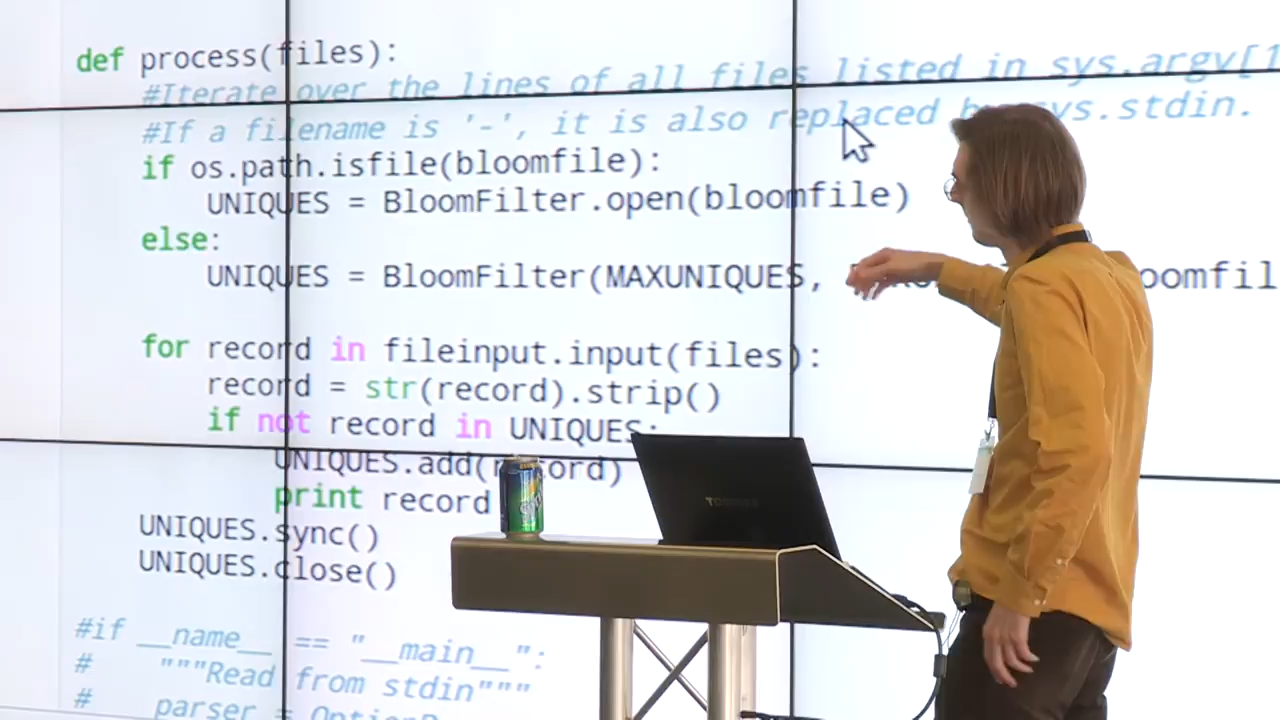 def process(files):
#Iterate over the lines of all files listed in sys.argv[1
#If a filename is '-', it is also replaced by sys.stdin.
if os.path.isfile(bloomfile):
UNIQUES = BloomFilter.open(bloomfile)
else:
UNIQUES = BloomFilter(MAXUNIQUES, oomfil
for record in fileinput.input(files):
record = str(record).strip()
if not record in UNIQUES:
UNIQUES.add(record)
print record
UNIQUES.sync()
UNIQUES.close()
#if __name__ == "__main__":
# """Read from stdin"""
# parser =
TOSHIBA